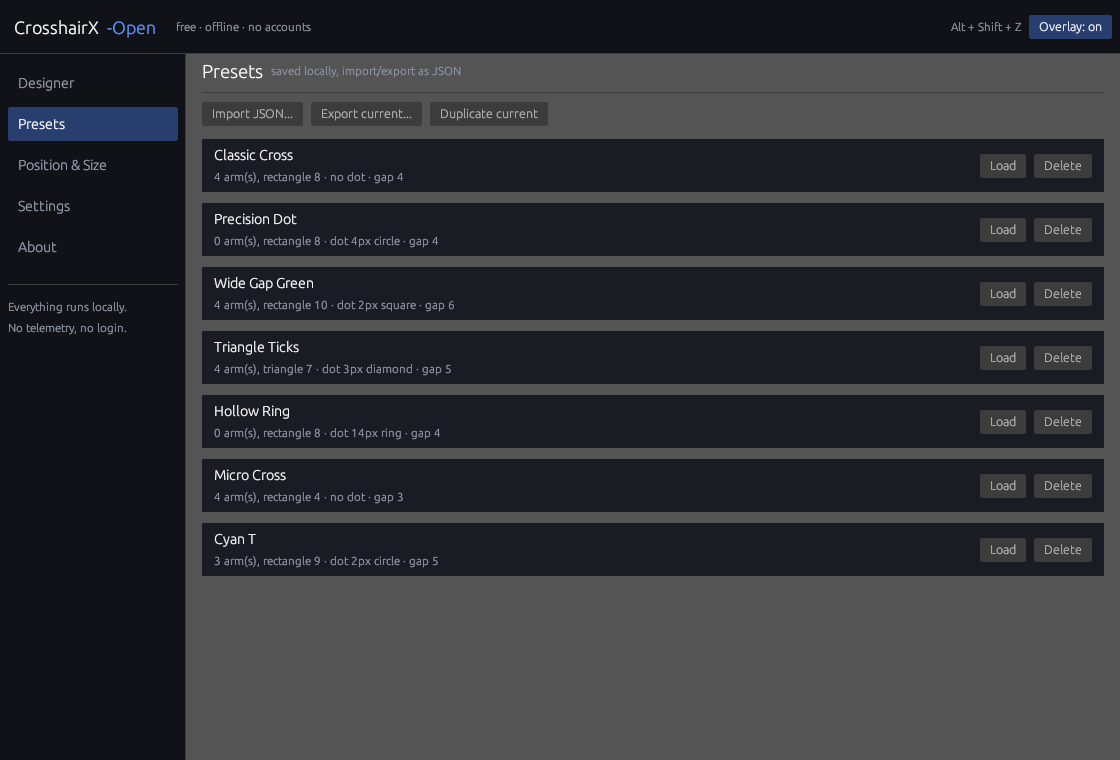 CrosshairX -Open free · offline · no accounts Alt + Shift + Z Overlay: on
Designer
Presets
Position & Size
Settings
About
Everything runs locally.
No telemetry, no login.
Presets saved locally, import/export as JSON
Import JSON... Export current... Duplicate current
Classic Cross
4 arm(s), rectangle 8 · no dot · gap 4
Load Delete
Precision Dot
0 arm(s), rectangle 8 · dot 4px circle · gap 4
Load Delete
Wide Gap Green
4 arm(s), rectangle 10 · dot 2px square · gap 6
Load Delete
Triangle Ticks
4 arm(s), triangle 7 · dot 3px diamond · gap 5
Load Delete
Hollow Ring
0 arm(s), rectangle 8 · dot 14px ring · gap 4
Load Delete
Micro Cross
4 arm(s), rectangle 4 · no dot · gap 3
Load Delete
Cyan T
3 arm(s), rectangle 9 · dot 2px circle · gap 5
Load Delete